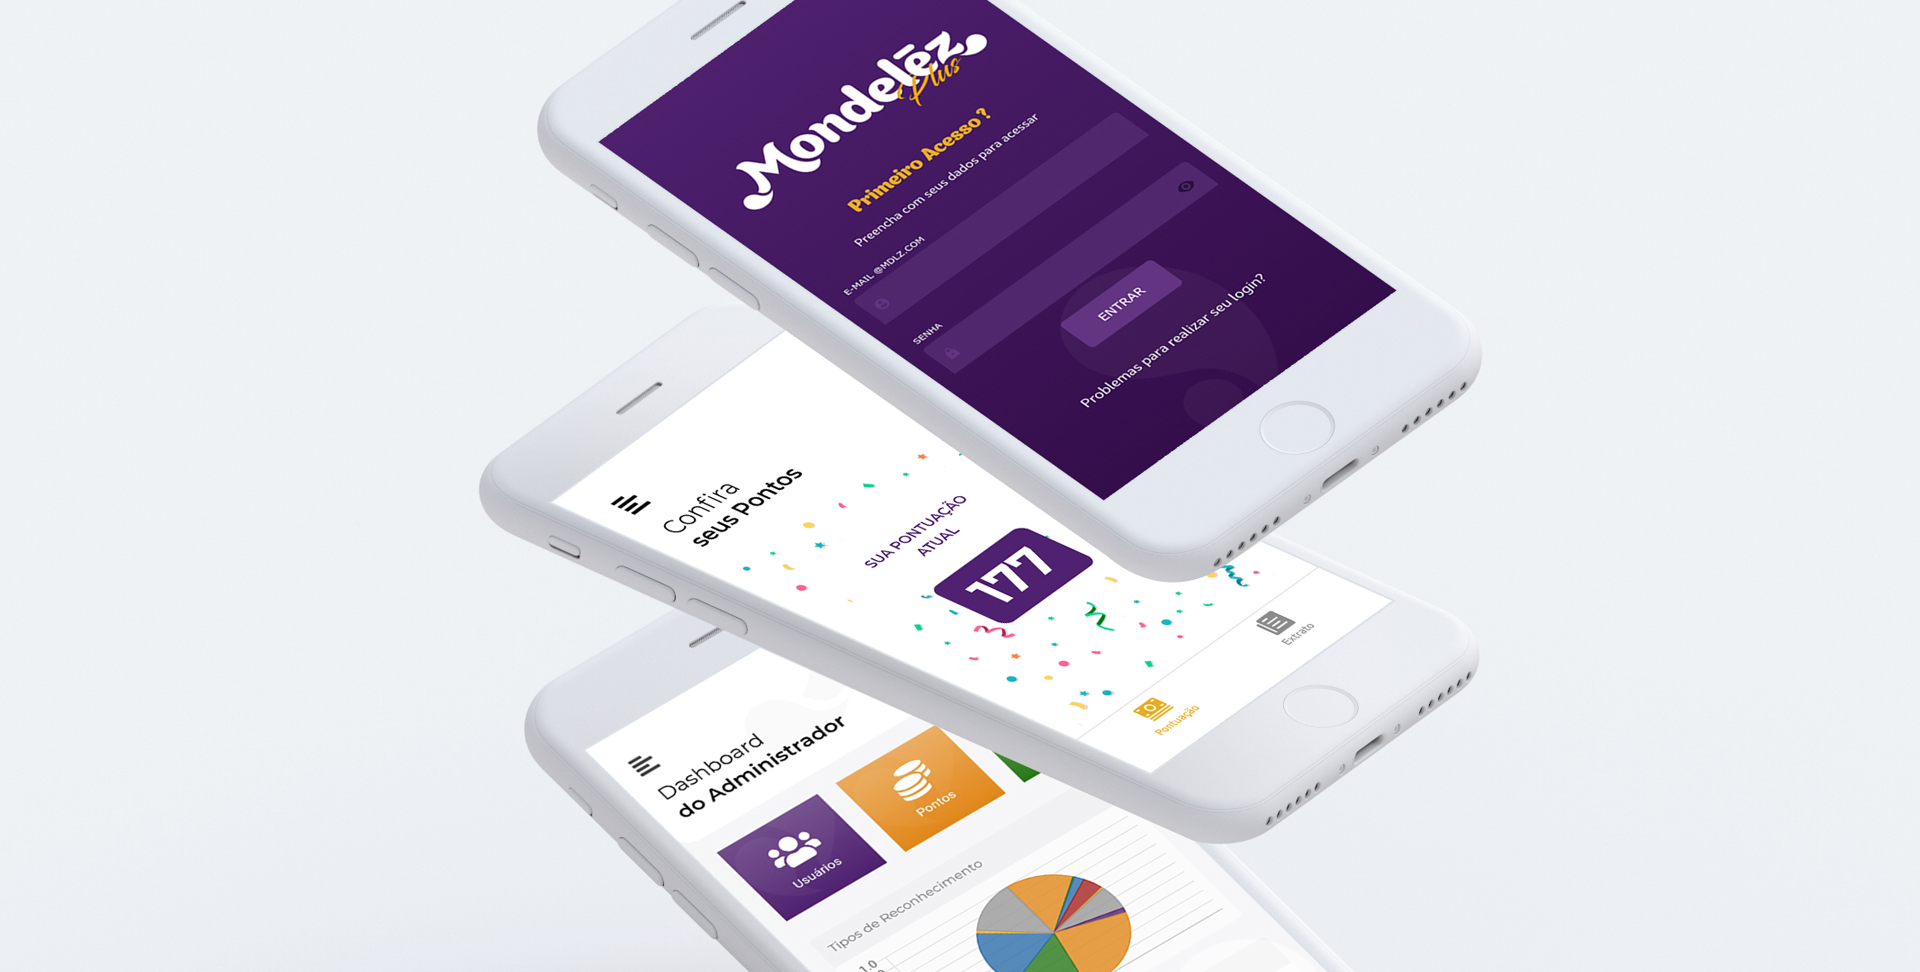 Mondelēz
Plus
Primeiro Acesso ?
Preencha com seus dados para acessar
E-MAIL @MDLZ.COM
SENHA
ENTRAR
Problemas para realizar seu login?
Confira
seus Pontos
SUA PONTUAÇÃO
ATUAL
177
Pontuação
Extrato
Dashboard
do Administrador
Usuários
Pontos
Tipos de Reconhecimento
1.0